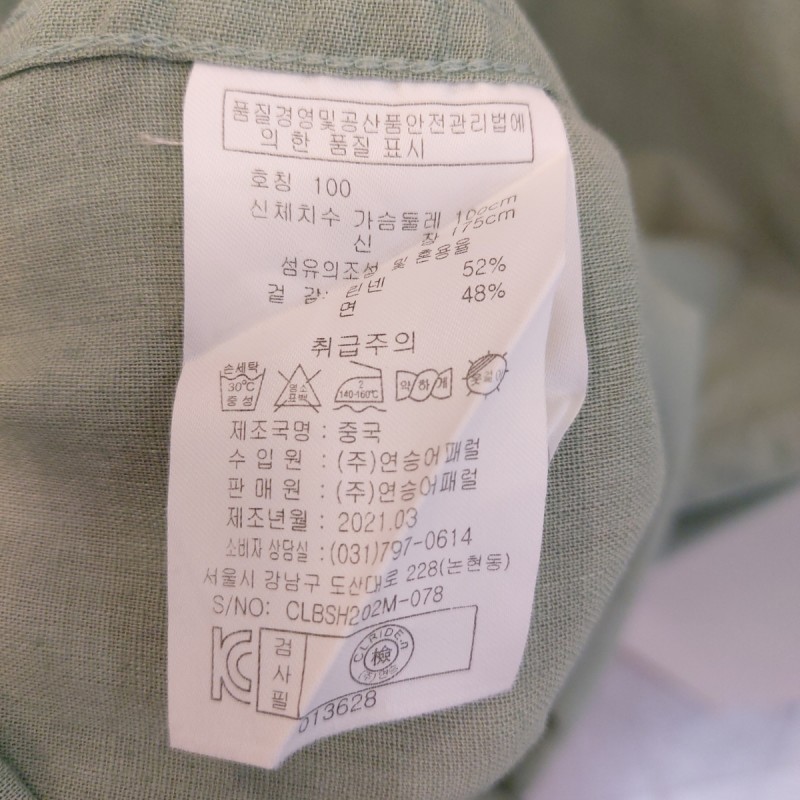 품질경영및공산품안전관리법에
의 한 품질 표시
호칭 100
신체치수 가슴둘레 100cm
신 장 175cm
섬유의조성 및 혼용율
겉 감: 린넨 52%
면 48%
취급주의
손세탁 30℃ 중성
염소 표백
2 140-160℃
약하게
옷걸이
제조국명 : 중국
수 입 원 : (주)연승어패럴
판 매 원 : (주)연승어패럴
제조년월 : 2021.03
소비자 상담실 : (031)797-0614
서울시 강남구 도산대로 228(논현동)
S/NO: CLBSH202M-078
검사필
CLRIDE.n
檢
013628